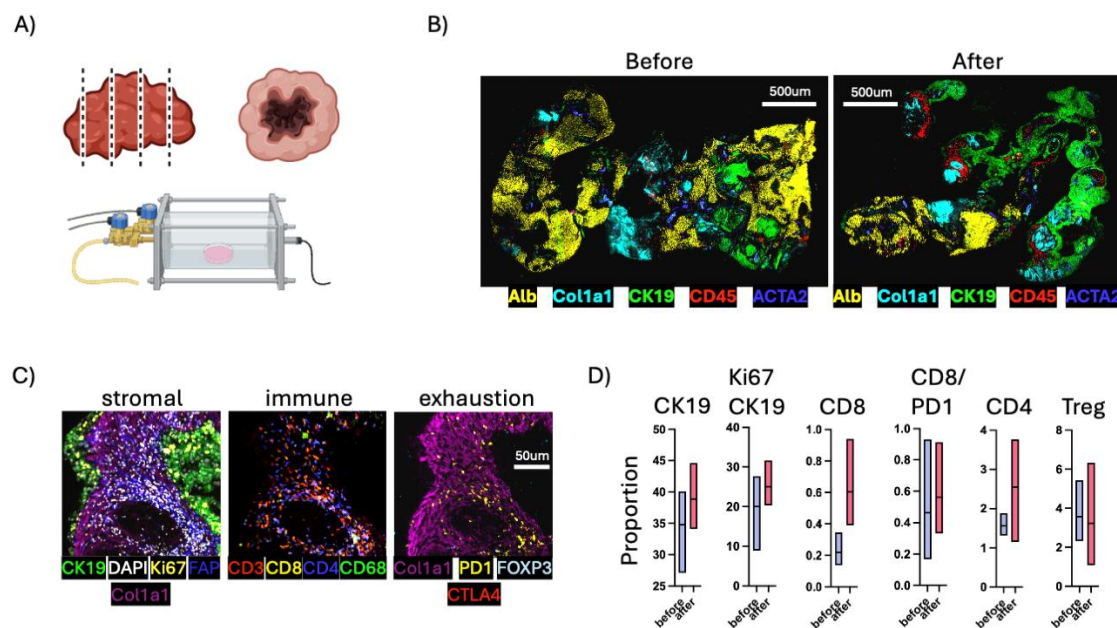 A)
B)
Before
After
500um
500um
Alb Col1a1 CK19 CD45 ACTA2
Alb Col1a1 CK19 CD45 ACTA2
C)
stromal
immune
exhaustion
50um
CK19 DAPI Ki67 FAP
Col1a1
CD3 CD8 CD4 CD68
Col1a1 PD1 FOXP3
CTLA4
D)
Proportion
CK19
45
40
35
30
25
before
after
Ki67
CK19
40
30
20
10
0
before
after
CD8
1.0
0.8
0.6
0.4
0.2
0.0
before
after
CD8/
PD1
1.0
0.8
0.6
0.4
0.2
0.0
before
after
CD4
4
3
2
1
0
before
after
Treg
8
6
4
2
0
before
after